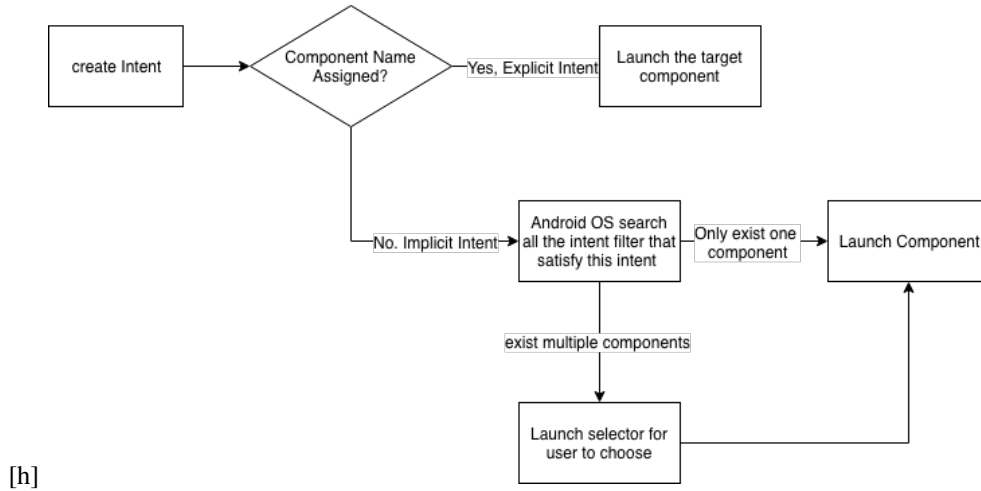 create Intent
Component Name
Assigned?
Yes, Explicit Intent
Launch the target
component
No. Implicit Intent
Android OS search
all the intent filter that
satisfy this intent
Only exist one
component
Launch Component
exist multiple components
Launch selector for
user to choose
[h]